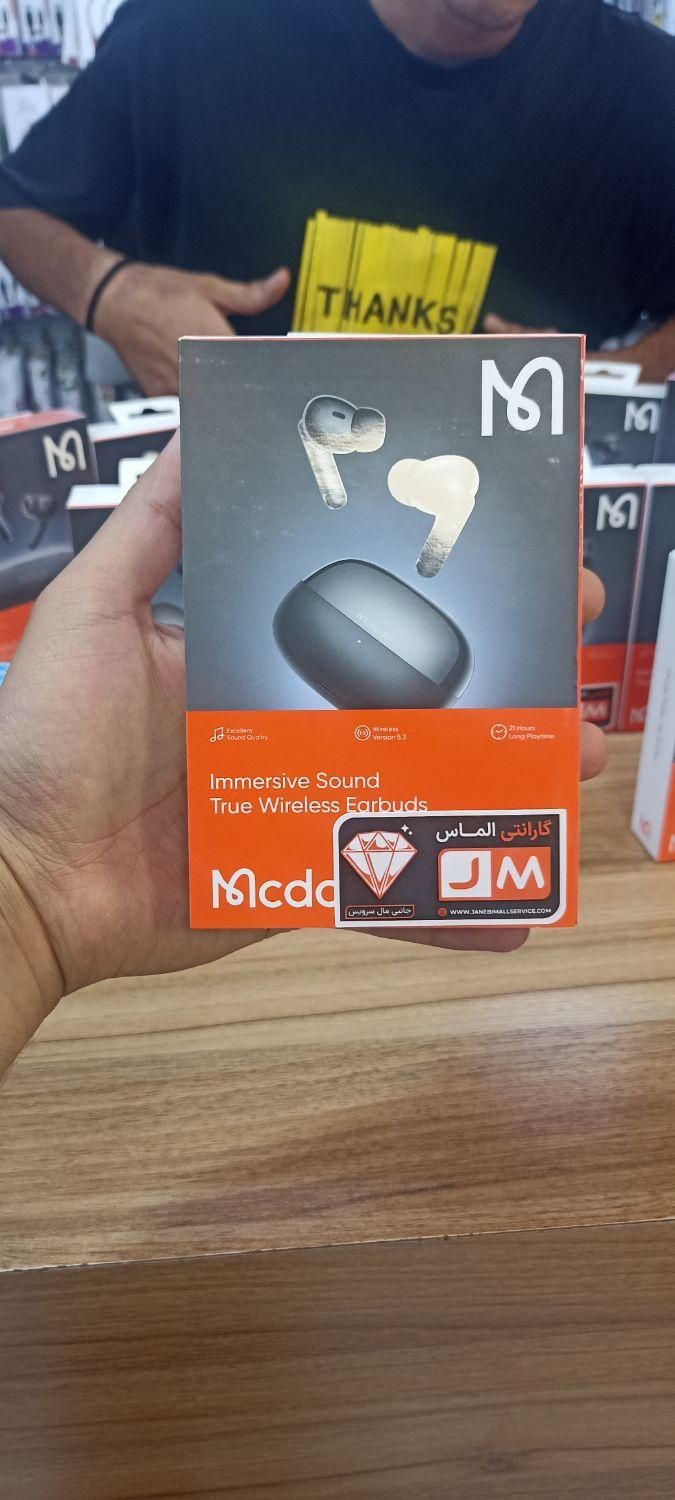 THANKS
Excellent
Sound Quality
Wireless
Version 5.3
21 Hours
Long Playtime
Immersive Sound
True Wireless Earbuds
گارانتی الماس
JM
جانبی مال سرویس
WWW.JANEBIMALLSERVICE.COM